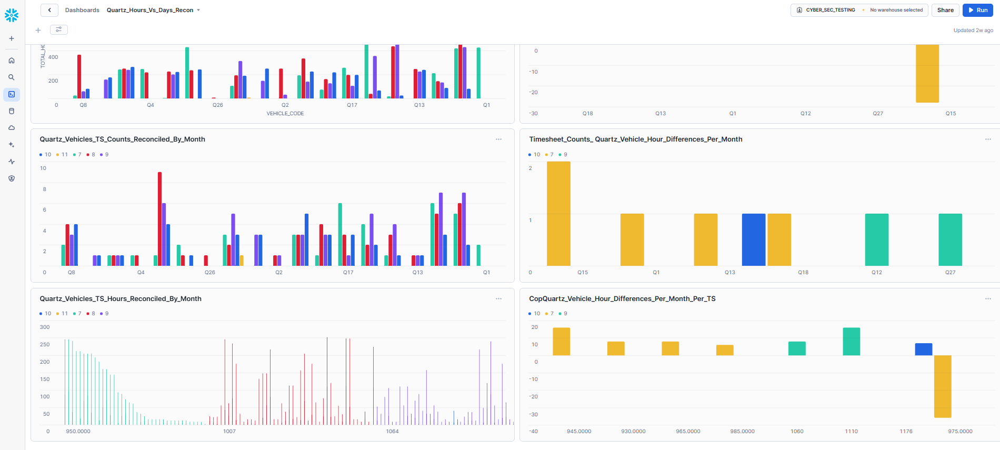 Dashboards Quartz_Hours_Vs_Days_Recon
CYBER_SEC_TESTING • No warehouse selected
Share
Run
Updated 2w ago
400
200
0
Q8 Q4 Q26 Q2 Q17 Q13 Q1
VEHICLE_CODE
0
-10
-20
-30
Q18 Q13 Q1 Q12 Q27 Q15
Quartz_Vehicles_TS_Counts_Reconciled_By_Month
10 11 7 8 9
10
8
6
4
2
0
Q8 Q4 Q26 Q2 Q17 Q13 Q1
Timesheet_Counts_ Quartz_Vehicle_Hour_Differences_Per_Month
10 7 9
2
1
0
Q15 Q1 Q13 Q18 Q12 Q27
Quartz_Vehicles_TS_Hours_Reconciled_By_Month
10 11 7 8 9
300
250
200
150
100
50
0
950.0000 1007 1064
CopQuartz_Vehicle_Hour_Differences_Per_Month_Per_TS
10 7 9
20
10
0
-10
-20
-30
-40
945.0000 930.0000 965.0000 985.0000 1060 1110 1176 975.0000